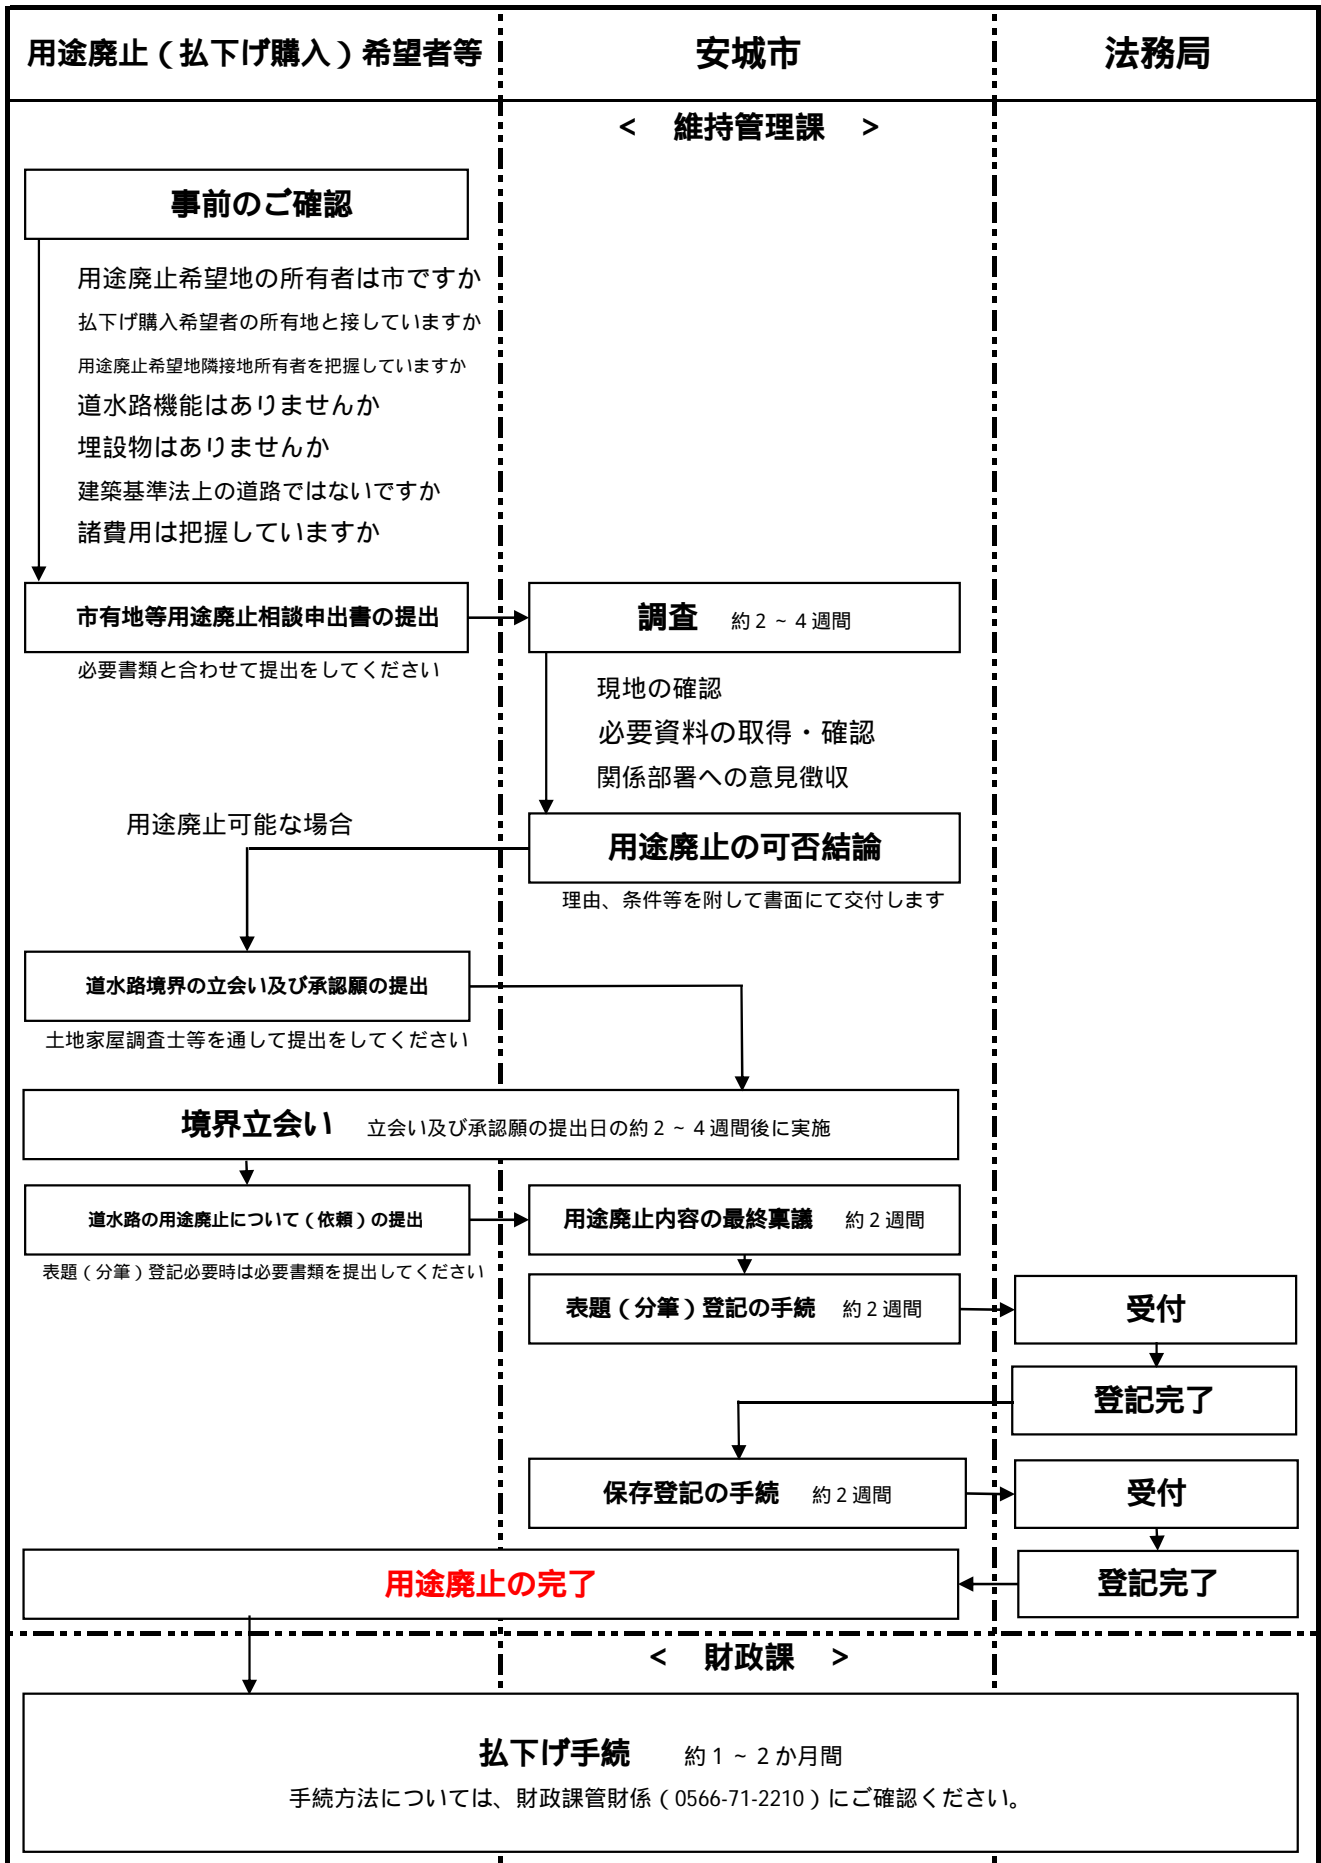 用途廃止（払下げ購入）希望者等
安城市
法務局
＜　維持管理課　＞
事前のご確認
用途廃止希望地の所有者は市ですか
払下げ購入希望者の所有地と接していますか
用途廃止希望地隣接地所有者を把握していますか
道水路機能はありませんか
埋設物はありませんか
建築基準法上の道路ではないですか
諸費用は把握していますか
市有地等用途廃止相談申出書の提出
調査　約２～４週間
必要書類と合わせて提出をしてください
現地の確認
必要資料の取得・確認
関係部署への意見徴収
用途廃止可能な場合
用途廃止の可否結論
理由、条件等を附して書面にて交付します
道水路境界の立会い及び承認願の提出
土地家屋調査士等を通して提出をしてください
境界立会い　立会い及び承認願の提出日の約２～４週間後に実施
道水路の用途廃止について（依頼）の提出
用途廃止内容の最終稟議　約２週間
表題（分筆）登記必要時は必要書類を提出してください
表題（分筆）登記の手続　約２週間
受付
登記完了
保存登記の手続　約２週間
受付
用途廃止の完了
登記完了
＜　財政課　＞
払下げ手続　約１～２か月間
手続方法については、財政課管財係（0566-71-2210）にご確認ください。